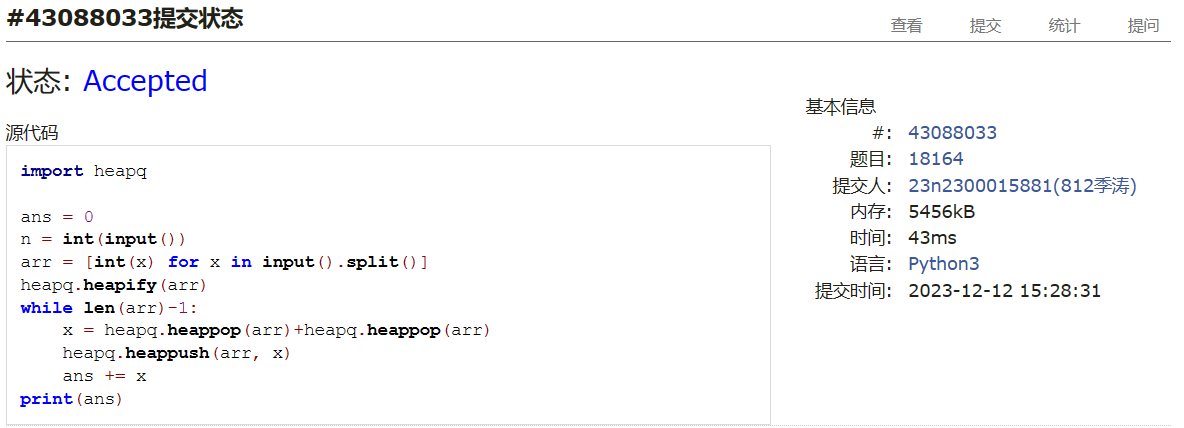 #43088033提交状态
查看 提交 统计 提问
状态: Accepted
源代码
import heapq
ans = 0
n = int(input())
arr = [int(x) for x in input().split()]
heapq.heapify(arr)
while len(arr)-1:
    x = heapq.heappop(arr)+heapq.heappop(arr)
    heapq.heappush(arr, x)
    ans += x
print(ans)
基本信息
#: 43088033
题目: 18164
提交人: 23n2300015881(812季涛)
内存: 5456kB
时间: 43ms
语言: Python3
提交时间: 2023-12-12 15:28:31